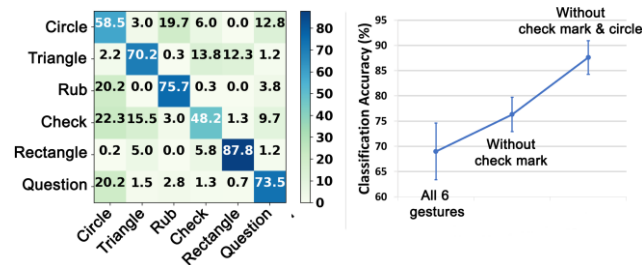 Circle 58.5 3.0 19.7 6.0 0.0 12.8
Triangle 2.2 70.2 0.3 13.8 12.3 1.2
Rub 20.2 0.0 75.7 0.3 0.0 3.8
Check 22.3 15.5 3.0 48.2 1.3 9.7
Rectangle 0.2 5.0 0.0 5.8 87.8 1.2
Question 20.2 1.5 2.8 1.3 0.7 73.5
Circle Triangle Rub Check Rectangle Question
80
70
60
50
40
30
20
10
0
Classification Accuracy (%)
95
90
85
80
75
70
65
60
Without
check mark & circle
Without
check mark
All 6
gestures